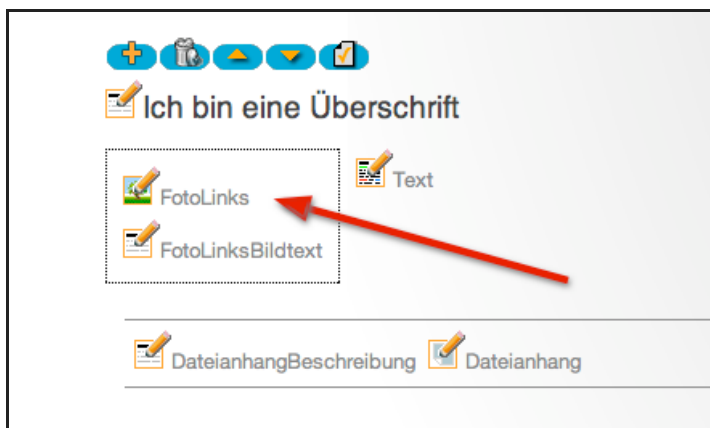 Ich bin eine Überschrift
FotoLinks
Text
FotoLinksBildtext
DateianhangBeschreibung Dateianhang